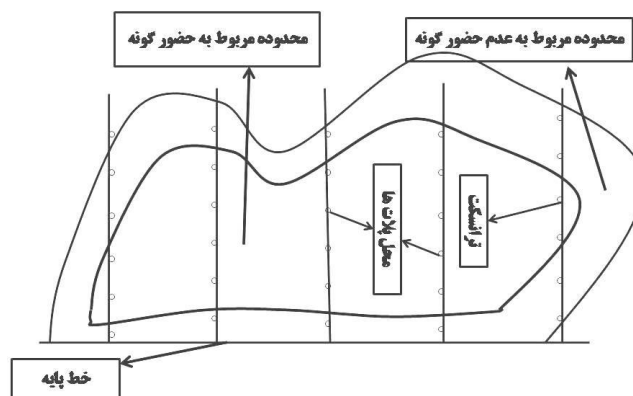 محدوده مربوط به عدم حضور گونه
محدوده مربوط به حضور گونه
ترانسکت
محل پلات ها
خط پایه